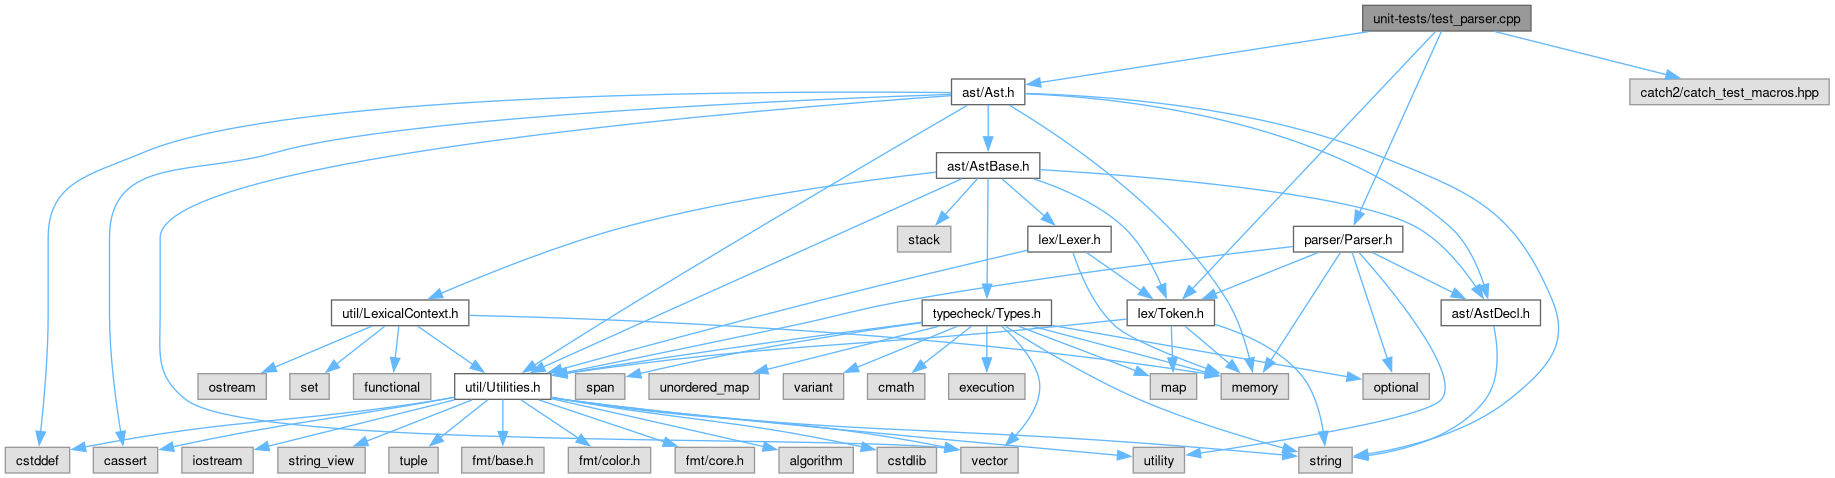 unit-tests/test_parser.cpp
ast/Ast.h
catch2/catch_test_macros.hpp
ast/AstBase.h
stack
lex/Lexer.h
parser/Parser.h
util/LexicalContext.h
typecheck/Types.h
lex/Token.h
ast/AstDecl.h
ostream
set
functional
util/Utilities.h
span
unordered_map
variant
cmath
execution
map
memory
optional
cstddef
cassert
iostream
string_view
tuple
fmt/base.h
fmt/color.h
fmt/core.h
algorithm
cstdlib
vector
utility
string